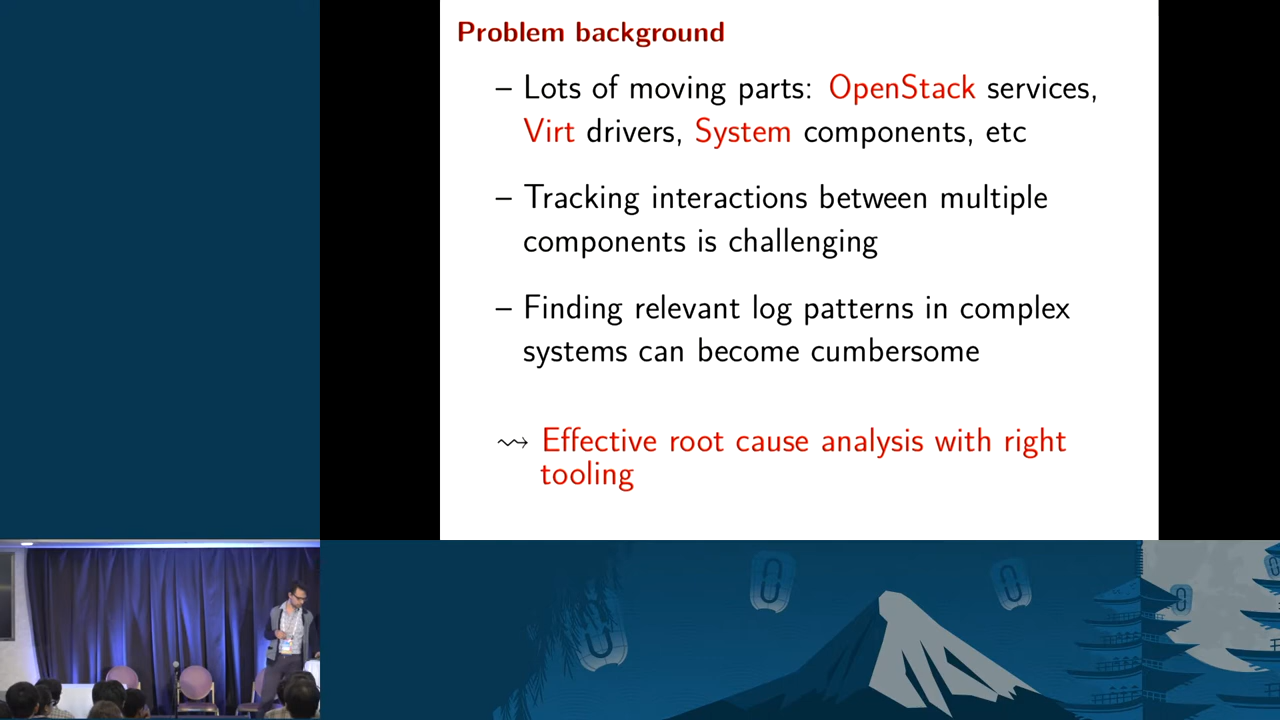 Problem background
– Lots of moving parts: OpenStack services,
Virt drivers, System components, etc
– Tracking interactions between multiple
components is challenging
– Finding relevant log patterns in complex
systems can become cumbersome
⇝ Effective root cause analysis with right
tooling